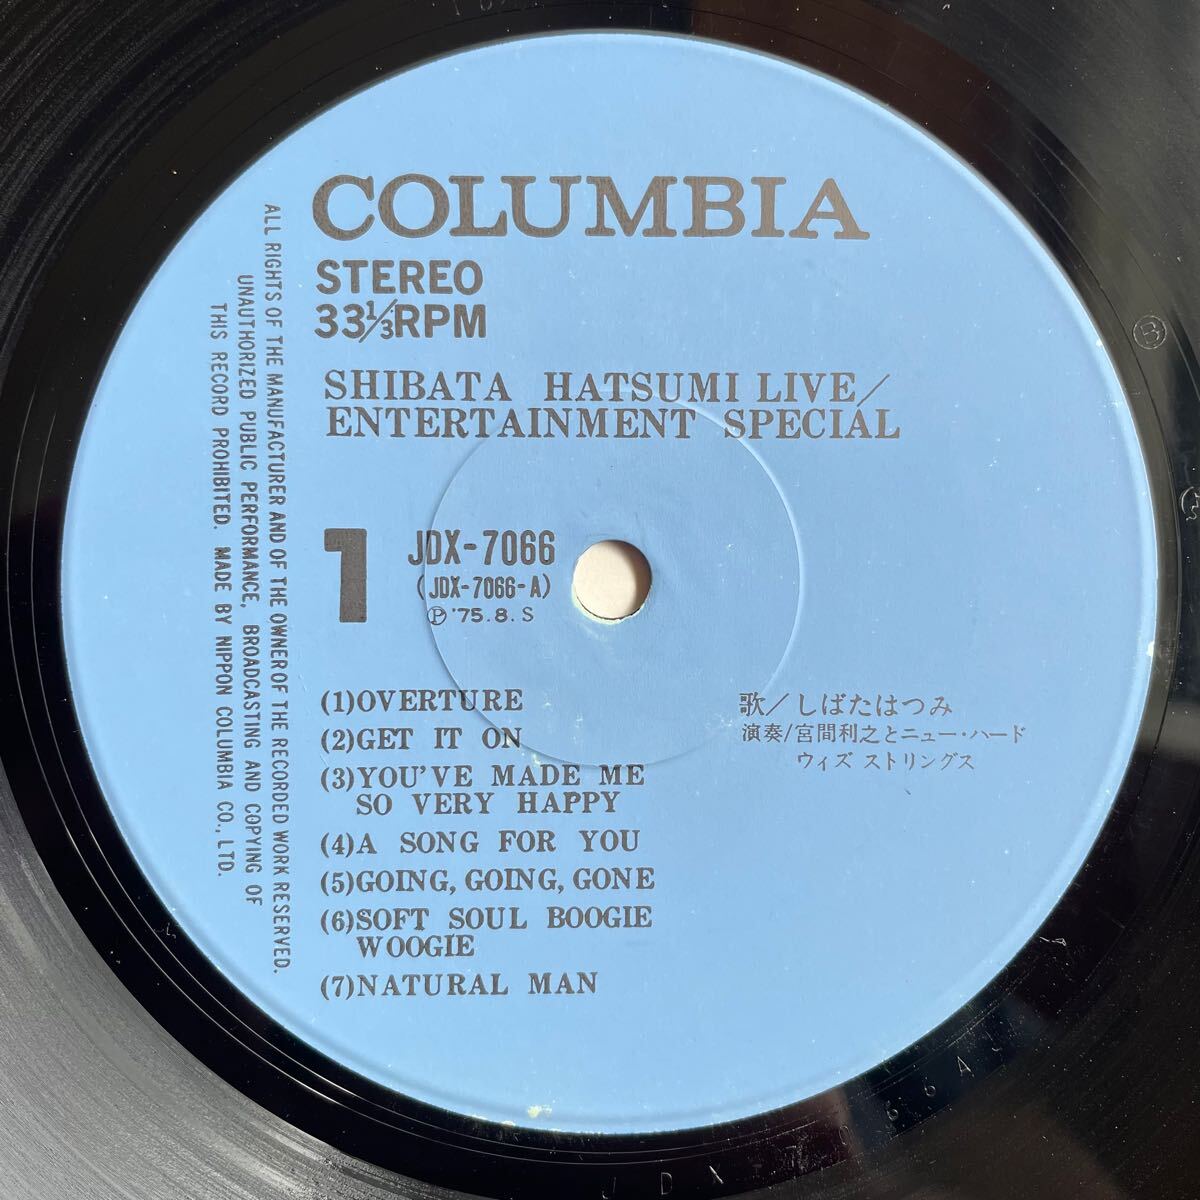 COLUMBIA
STEREO
33⅓RPM
SHIBATA HATSUMI LIVE/
ENTERTAINMENT SPECIAL
1
JDX-7066
(JDX-7066-A)
Ⓟ'75.8.S
(1)OVERTURE
(2)GET IT ON
(3)YOU'VE MADE ME
SO VERY HAPPY
(4)A SONG FOR YOU
(5)GOING, GOING, GONE
(6)SOFT SOUL BOOGIE
WOOGIE
(7)NATURAL MAN
歌/しばたはつみ
演奏/宮間利之とニュー・ハード
ウィズ ストリングス
ALL RIGHTS OF THE MANUFACTURER AND OF THE OWNER OF THE RECORDED WORK RESERVED.
UNAUTHORIZED PUBLIC PERFORMANCE, BROADCASTING AND COPYING OF
THIS RECORD PROHIBITED. MADE BY NIPPON COLUMBIA CO., LTD.